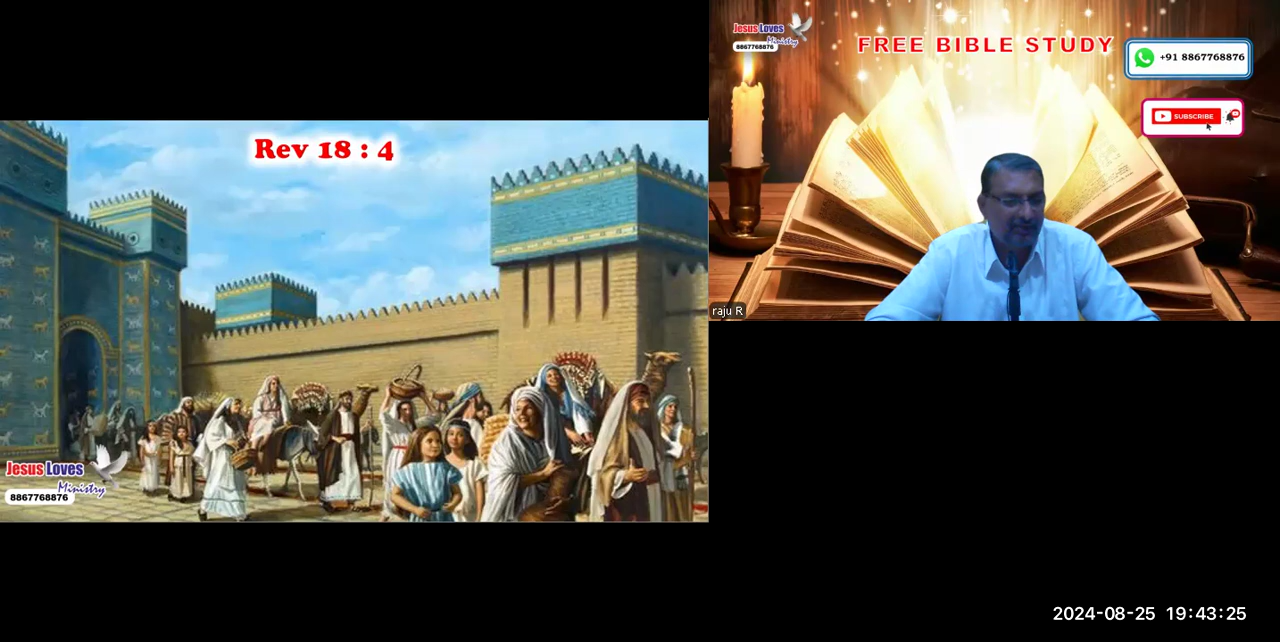 Rev 18 : 4
Jesus Loves
Ministry
8867768876
Jesus Loves
Ministry
8867768876
FREE BIBLE STUDY
+91 8867768876
SUBSCRIBE
raju R
2024-08-25 19:43:25